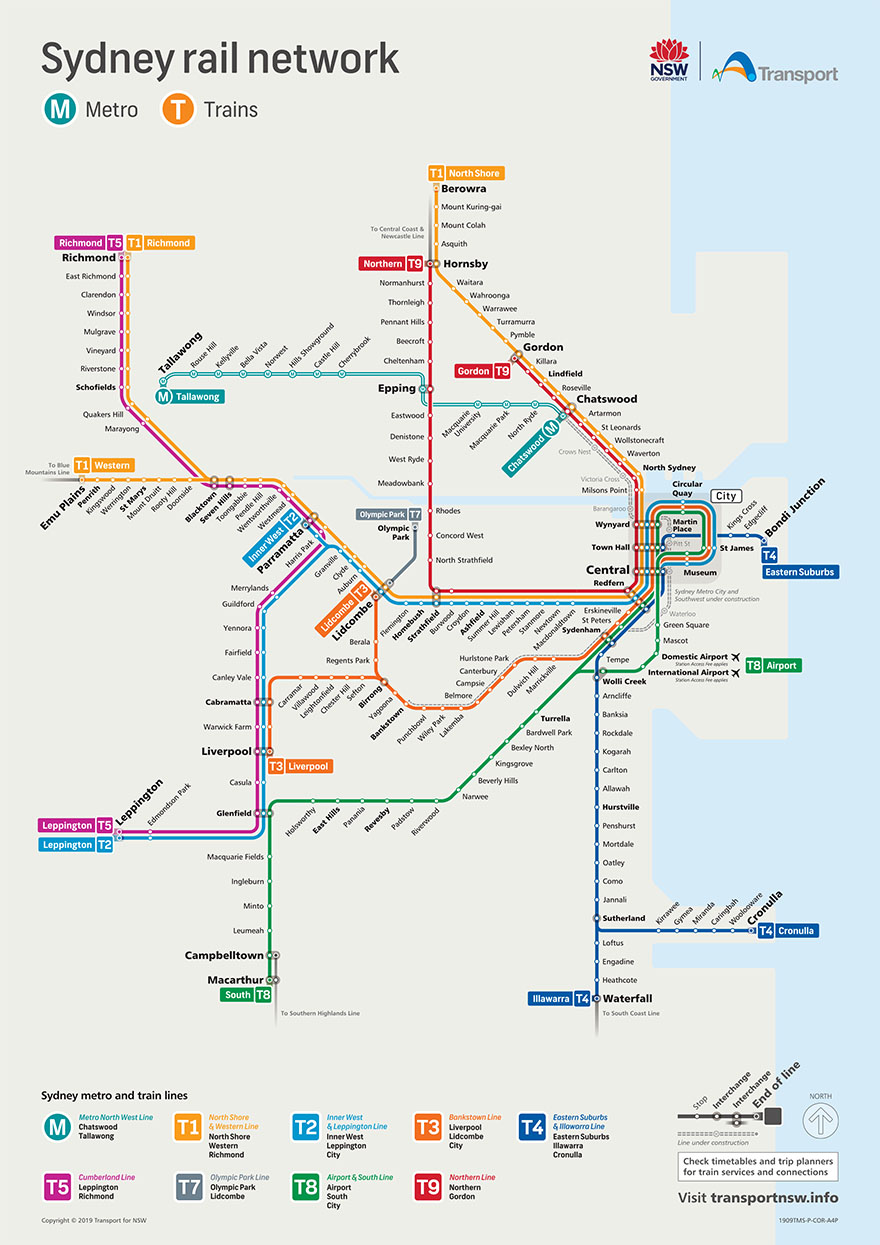 Sydney rail network
NSW
GOVERNMENT
Transport
M Metro
T Trains
T1 North Shore
Berowra
Mount Kuring-gai
Mount Colah
Asquith
To Central Coast &
Newcastle Line
Northern T9
Hornsby
Richmond T5 T1 Richmond
Richmond
East Richmond
Clarendon
Windsor
Mulgrave
Vineyard
Riverstone
Schofields
Quakers Hill
Marayong
Normanhurst
Thornleigh
Pennant Hills
Beecroft
Cheltenham
Epping
Waitara
Wahroonga
Warrawee
Turramurra
Pymble
Gordon
Gordon T9
Killara
Lindfield
Roseville
Chatswood
Artarmon
St Leonards
Wollstonecraft
Waverton
North Sydney
Tallawong
M Tallawong
Rouse Hill
Kellyville
Bella Vista
Norwest
Hills Showground
Castle Hill
Cherrybrook
Macquarie
University
Macquarie Park
North Ryde
Chatswood M
Crows Nest
Victoria Cross
Milsons Point
Barangaroo
Eastwood
Denistone
West Ryde
Meadowbank
Rhodes
Concord West
North Strathfield
To Blue
Mountains Line
T1 Western
Emu Plains
Penrith
Kingswood
Werrington
St Marys
Mount Druitt
Rooty Hill
Doonside
Blacktown
Seven Hills
Toongabbie
Pendle Hill
Wentworthville
Westmead
Inner West T2
Parramatta
Harris Park
Granville
Clyde
Auburn
Lidcombe T3
Lidcombe
Olympic Park T7
Olympic
Park
Flemington
Homebush
Strathfield
Burwood
Croydon
Ashfield
Summer Hill
Lewisham
Petersham
Stanmore
Newtown
Macdonaldtown
Circular
Quay
City
Wynyard
Martin
Place
Pitt St
Town Hall
St James
Central
Museum
Redfern
Kings Cross
Edgecliff
Bondi Junction
T4
Eastern Suburbs
Sydney Metro City and
Southwest under construction
Waterloo
Erskineville
St Peters
Sydenham
Green Square
Mascot
Domestic Airport
Station Access Fee applies
International Airport
Station Access Fee applies
T8 Airport
Merrylands
Guildford
Yennora
Fairfield
Canley Vale
Cabramatta
Warwick Farm
Liverpool
T3 Liverpool
Casula
Glenfield
Berala
Regents Park
Carramar
Villawood
Leightonfield
Chester Hill
Sefton
Birrong
Yagoona
Bankstown
Punchbowl
Wiley Park
Lakemba
Belmore
Campsie
Canterbury
Hurlstone Park
Dulwich Hill
Marrickville
Tempe
Wolli Creek
Arncliffe
Banksia
Rockdale
Kogarah
Carlton
Allawah
Hurstville
Penshurst
Mortdale
Oatley
Como
Jannali
Sutherland
Loftus
Engadine
Heathcote
Turrella
Bardwell Park
Bexley North
Kingsgrove
Beverly Hills
Narwee
Riverwood
Padstow
Revesby
Panania
East Hills
Holsworthy
Leppington
Edmondson Park
Leppington T5
Leppington T2
Macquarie Fields
Ingleburn
Minto
Leumeah
Campbelltown
Macarthur
South T8
To Southern Highlands Line
Kirrawee
Gymea
Miranda
Caringbah
Woolooware
Cronulla
T4 Cronulla
Illawarra T4
Waterfall
To South Coast Line
Sydney metro and train lines
M
Metro North West Line
Chatswood
Tallawong
T1
North Shore
& Western Line
North Shore
Western
Richmond
T2
Inner West
& Leppington Line
Inner West
Leppington
City
T3
Bankstown Line
Liverpool
Lidcombe
City
T4
Eastern Suburbs
& Illawarra Line
Eastern Suburbs
Illawarra
Cronulla
T5
Cumberland Line
Leppington
Richmond
T7
Olympic Park Line
Olympic Park
Lidcombe
T8
Airport & South Line
Airport
South
City
T9
Northern Line
Northern
Gordon
Stop
Interchange
Interchange
End of line
Line under construction
NORTH
Check timetables and trip planners
for train services and connections
Visit transportnsw.info
Copyright © 2019 Transport for NSW
1909TMS-P-COR-A4P